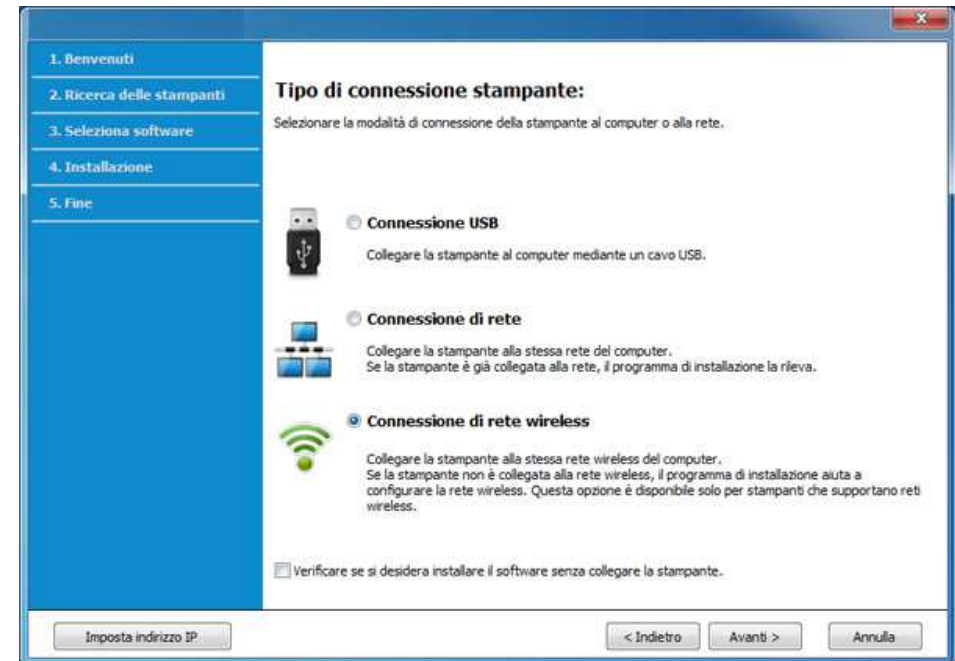 1. Benvenuti
2. Ricerca delle stampanti
3. Seleziona software
4. Installazione
5. Fine
Tipo di connessione stampante:
Selezionare la modalità di connessione della stampante al computer o alla rete.
Connessione USB
Collegare la stampante al computer mediante un cavo USB.
Connessione di rete
Collegare la stampante alla stessa rete del computer.
Se la stampante è già collegata alla rete, il programma di installazione la rileva.
Connessione di rete wireless
Collegare la stampante alla stessa rete wireless del computer.
Se la stampante non è collegata alla rete wireless, il programma di installazione aiuta a
configurare la rete wireless. Questa opzione è disponibile solo per stampanti che supportano reti
wireless.
Verificare se si desidera installare il software senza collegare la stampante.
Imposta indirizzo IP
< Indietro
Avanti >
Annulla